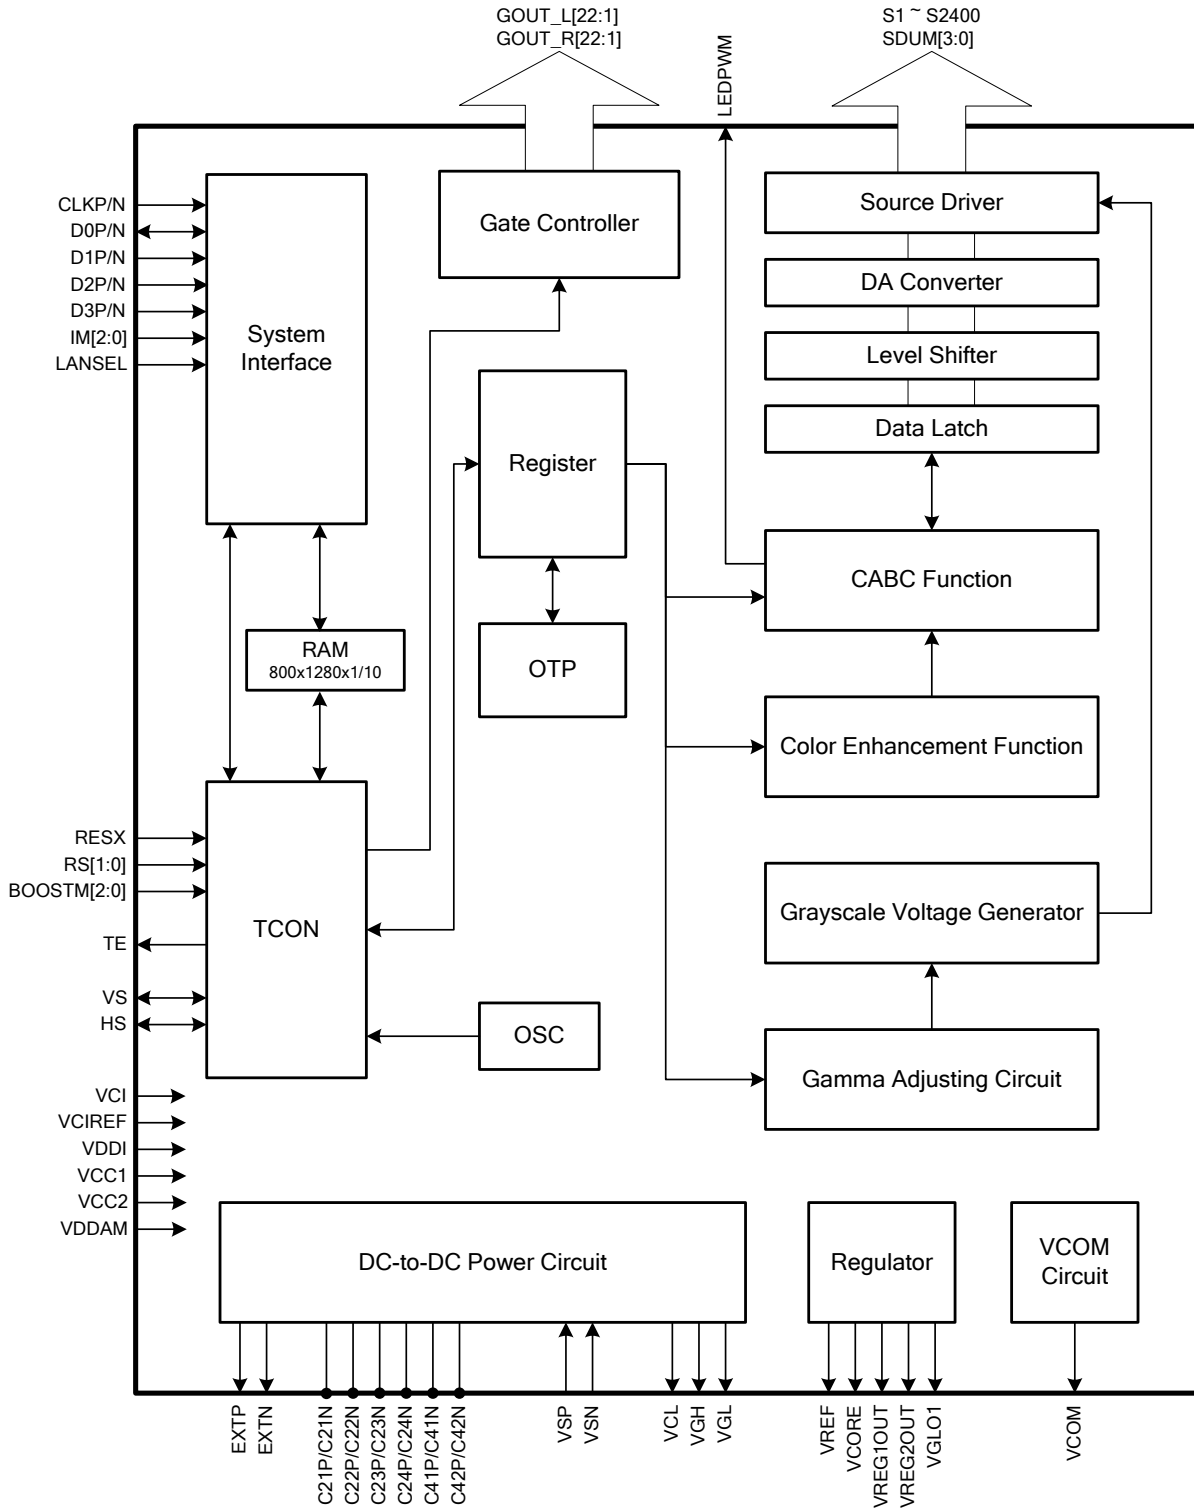 GOUT_L[22:1]
GOUT_R[22:1]
LEDPWM
S1 ~ S2400
SDUM[3:0]
CLKP/N
D0P/N
D1P/N
D2P/N
D3P/N
IM[2:0]
LANSEL
System
Interface
Gate Controller
Source Driver
DA Converter
Level Shifter
Data Latch
Register
CABC Function
OTP
RAM
800x1280x1/10
Color Enhancement Function
RESX
RS[1:0]
BOOSTM[2:0]
TE
VS
HS
TCON
OSC
Grayscale Voltage Generator
Gamma Adjusting Circuit
VCI
VCIREF
VDDI
VCC1
VCC2
VDDAM
DC-to-DC Power Circuit
Regulator
VCOM
Circuit
EXTP
EXTN
C21P/C21N
C22P/C22N
C23P/C23N
C24P/C24N
C41P/C41N
C42P/C42N
VSP
VSN
VCL
VGH
VGL
VREF
VCORE
VREG1OUT
VREG2OUT
VGLO1
VCOM